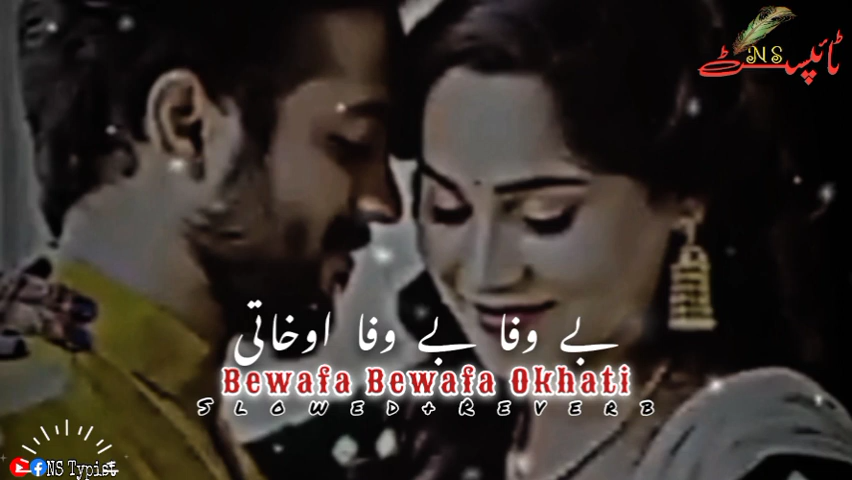 NS
ٹائپسٹ
بے وفا بے وفا اوخاتی
Bewafa Bewafa Okhati
Slowed+Reverb
NS Typist